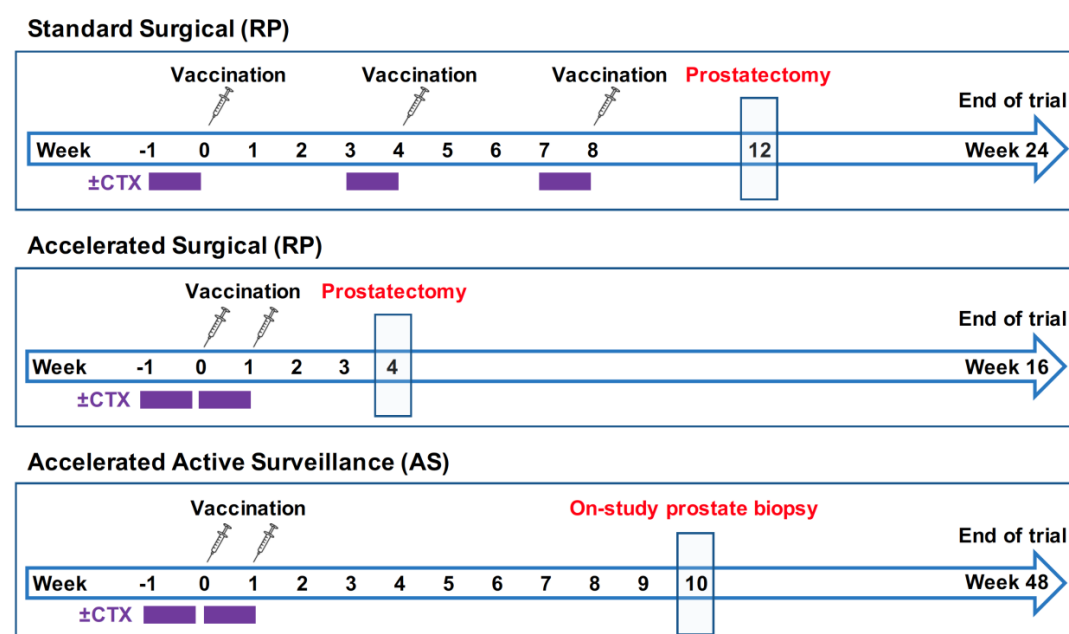 Standard Surgical (RP)
Vaccination Vaccination Vaccination Prostatectomy
End of trial
Week -1 0 1 2 3 4 5 6 7 8 12 Week 24
±CTX
Accelerated Surgical (RP)
Vaccination Prostatectomy
End of trial
Week -1 0 1 2 3 4 Week 16
±CTX
Accelerated Active Surveillance (AS)
Vaccination On-study prostate biopsy
End of trial
Week -1 0 1 2 3 4 5 6 7 8 9 10 Week 48
±CTX